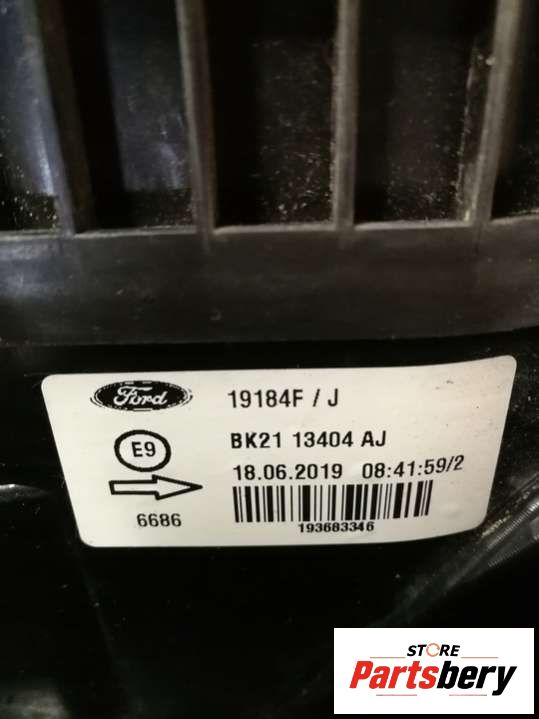 Ford 19184F / J
E9 BK21 13404 AJ
18.06.2019 08:41:59/2
6686
193683346
STORE
Partsbery